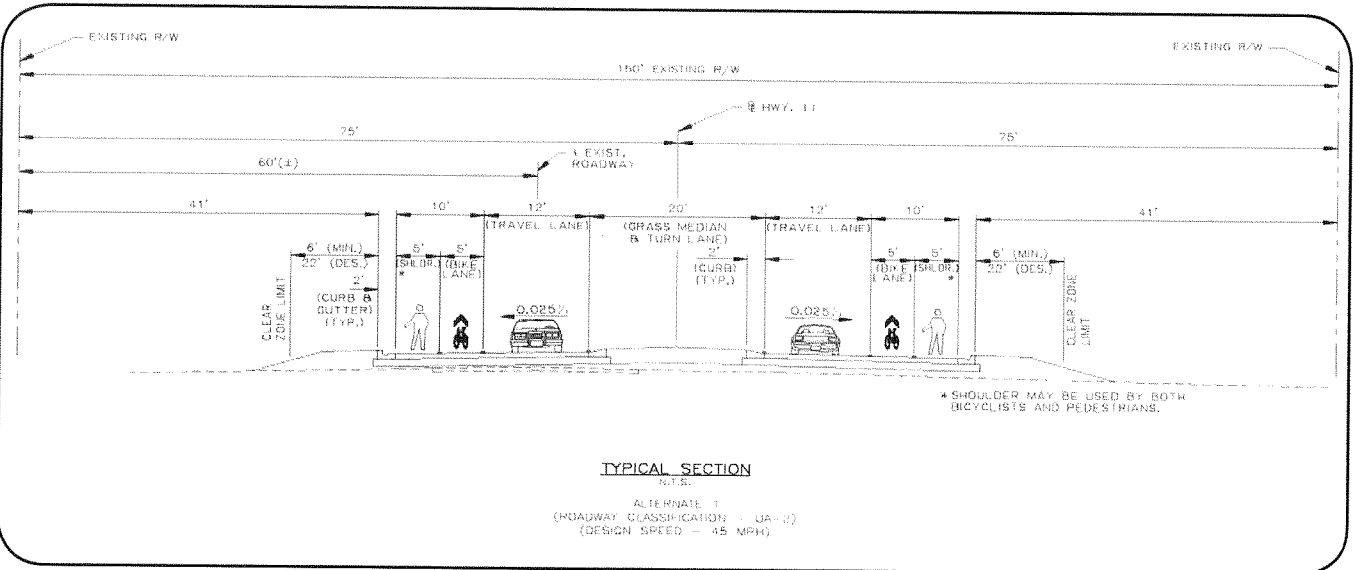 EXISTING R/W
EXISTING R/W
150' EXISTING R/W
HWY. 11
75'
75'
60'(±)
EXIST.
ROADWAY
41'
10'
12'
20'
12'
10'
41'
(TRAVEL LANE)
(GRASS MEDIAN
& TURN LANE)
(TRAVEL LANE)
6' (MIN.)
22' (DES.)
5'
(SHLDR.)
*
5'
(BIKE
LANE)
2'
(CURB)
(TYP.)
5'
(BIKE
LANE)
5'
(SHLDR.)
*
6' (MIN.)
22' (DES.)
2'
(CURB &
GUTTER)
(TYP.)
CLEAR
ZONE LIMIT
CLEAR ZONE
LIMIT
0.025%
0.025%
* SHOULDER MAY BE USED BY BOTH
BICYCLISTS AND PEDESTRIANS.
TYPICAL SECTION
N.T.S.
ALTERNATE 1
(ROADWAY CLASSIFICATION - UA-2)
(DESIGN SPEED - 45 MPH)